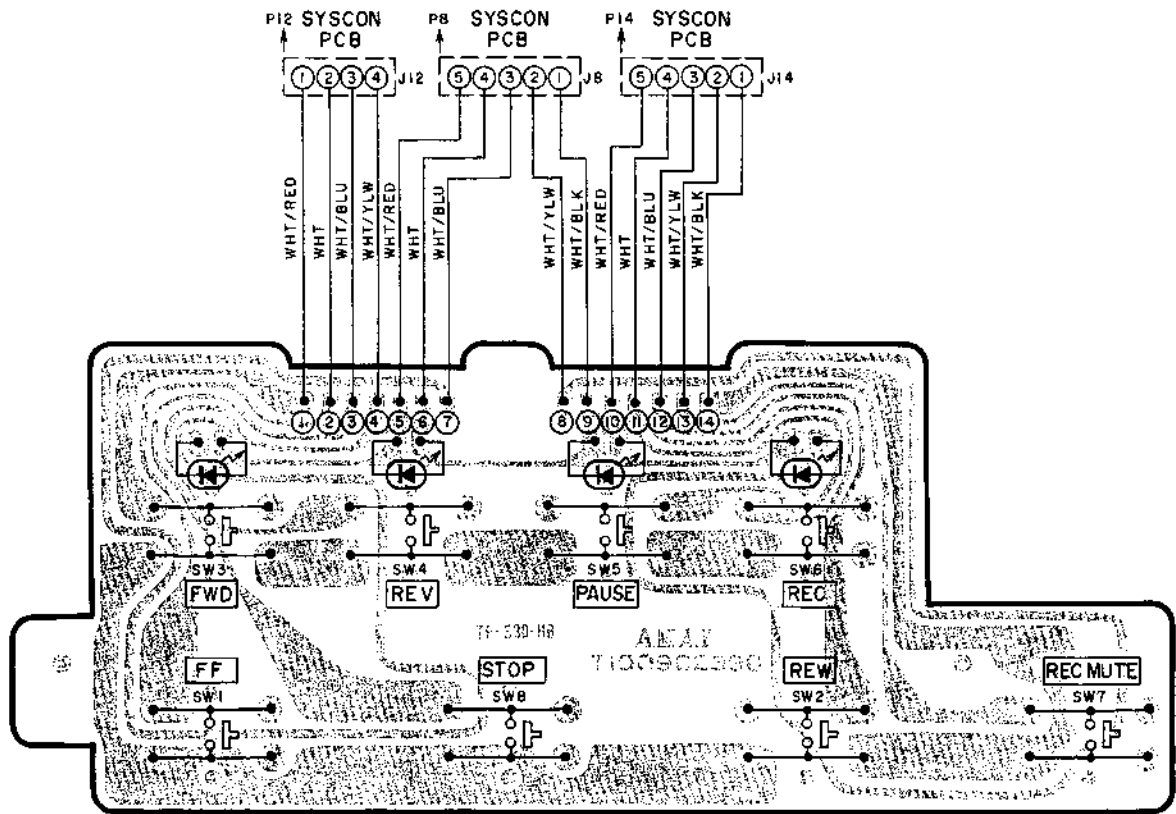 P12 SYSCON PCB
P8 SYSCON PCB
P14 SYSCON PCB
1 2 3 4 J12
5 4 3 2 1 J8
5 4 3 2 1 J14
WHT/RED
WHT
WHT/BLU
WHT/YLW
WHT/RED
WHT
WHT/BLU
WHT/YLW
WHT/BLK
WHT/RED
WHT
WHT/BLU
WHT/YLW
WHT/BLK
1 2 3 4 5 6 7 8 9 10 11 12 13 14
SW3 SW4 SW5 SW6
FWD REV PAUSE REC
AKAI
FF STOP REW REC MUTE
SW1 SW8 SW2 SW7